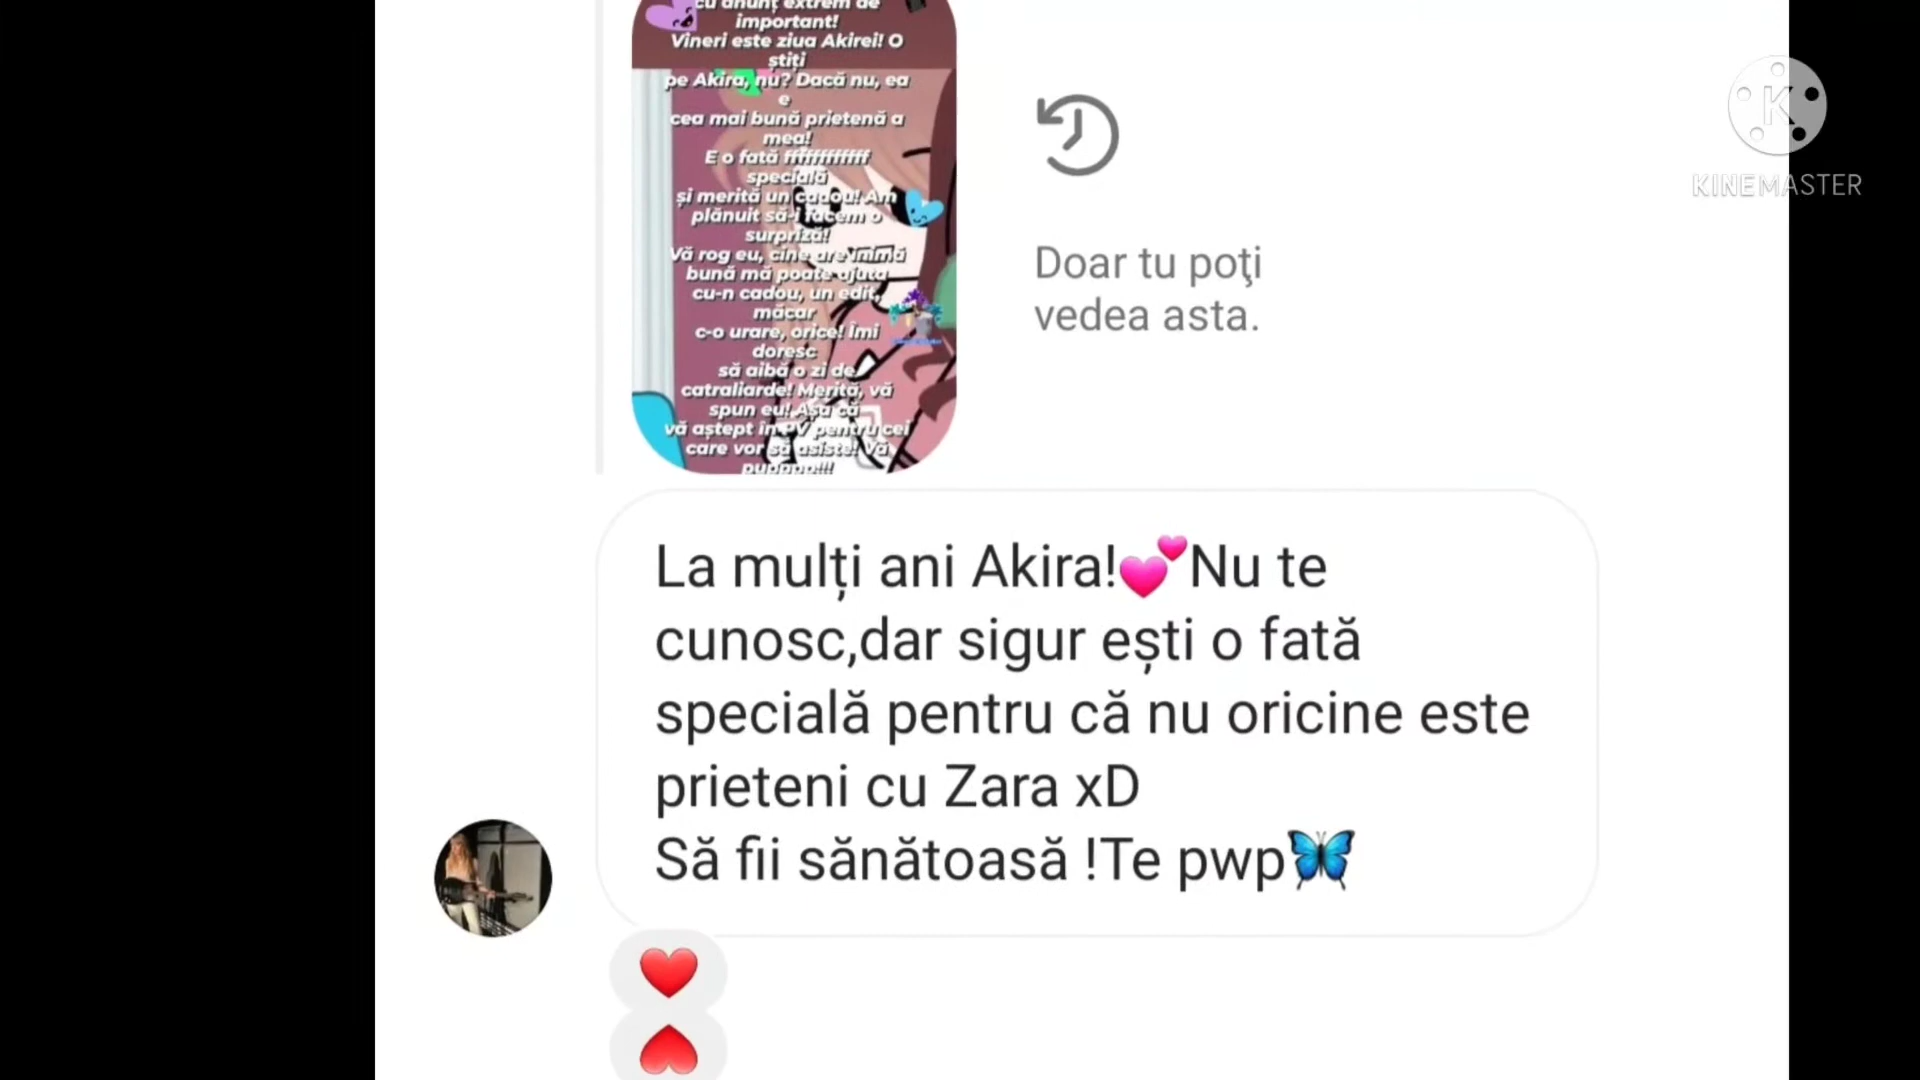 cu anunț extrem de
important!
Vineri este ziua Akirei! O
știți
pe Akira, nu? Dacă nu, ea
e
cea mai bună prietenă a
mea!
E o fată ffffffffffff
specială
și merită un cadou! Am
plănuit să-i facem o
surpriză!
Vă rog eu, cine are inimă
bună mă poate ajuta
cu-n cadou, un edit,
măcar
c-o urare, orice! Îmi
doresc
să aibă o zi de
catraliarde! Merită, vă
spun eu! Așa că
vă aștept în PV pentru cei
care vor să asiste! Vă
pupppp!!!
Doar tu poţi
vedea asta.
K
KINEMASTER
La mulți ani Akira!💕Nu te
cunosc,dar sigur ești o fată
specială pentru că nu oricine este
prieteni cu Zara xD
Să fii sănătoasă !Te pwp🦋